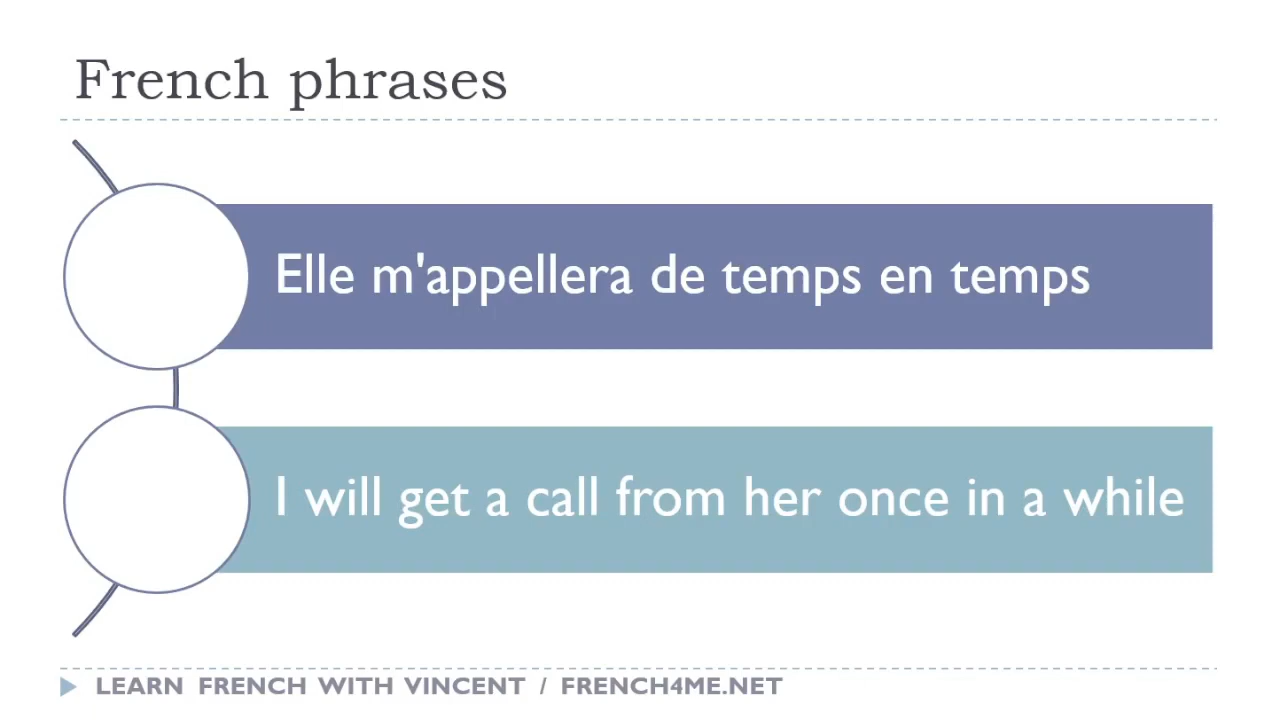 French phrases
Elle m'appellera de temps en temps
I will get a call from her once in a while
LEARN FRENCH WITH VINCENT / FRENCH4ME.NET